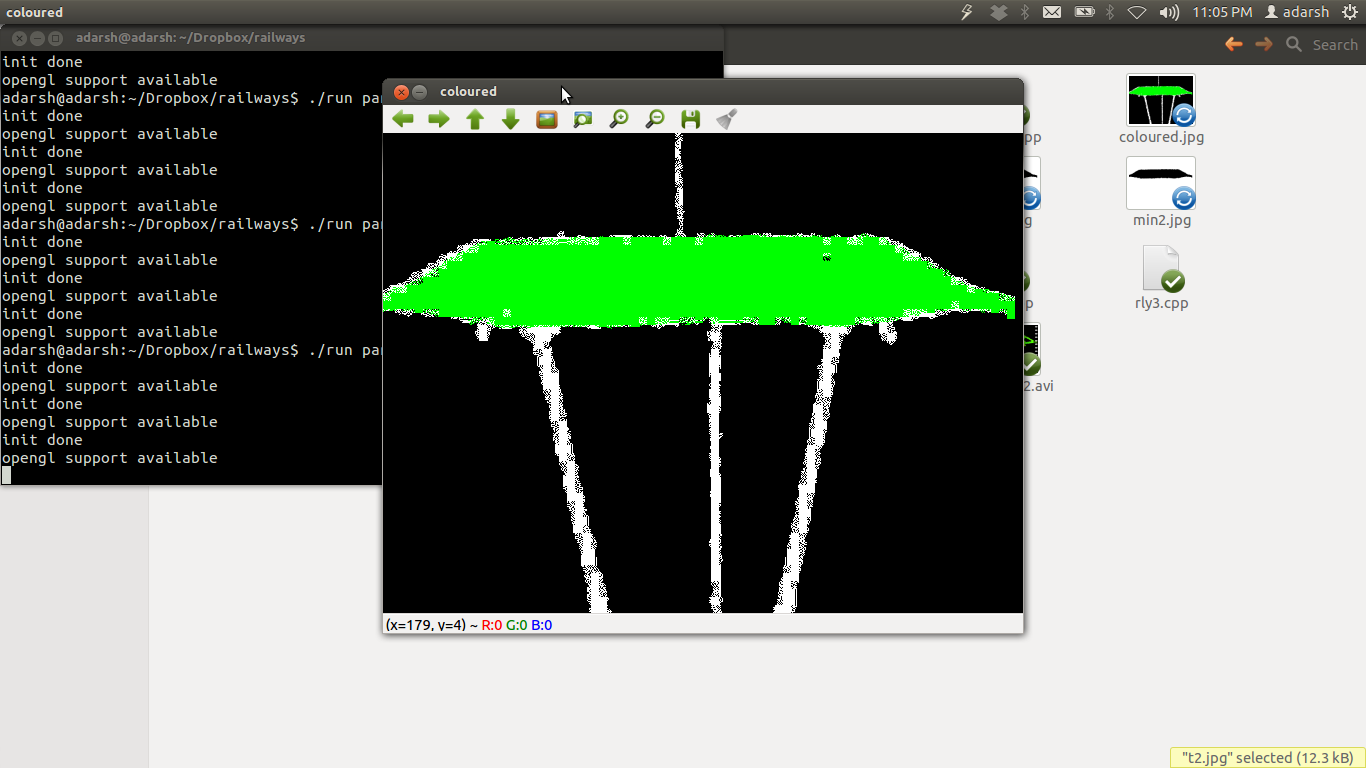 coloured
11:05 PM
adarsh
adarsh@adarsh: ~/Dropbox/railways
init done
opengl support available
adarsh@adarsh:~/Dropbox/railways$ ./run par
init done
opengl support available
init done
opengl support available
init done
opengl support available
adarsh@adarsh:~/Dropbox/railways$ ./run par
init done
opengl support available
init done
opengl support available
init done
opengl support available
adarsh@adarsh:~/Dropbox/railways$ ./run par
init done
opengl support available
init done
opengl support available
init done
opengl support available
coloured
(x=179, y=4) ~ R:0 G:0 B:0
Search
pp
coloured.jpg
g
min2.jpg
p
rly3.cpp
2.avi
"t2.jpg" selected (12.3 kB)